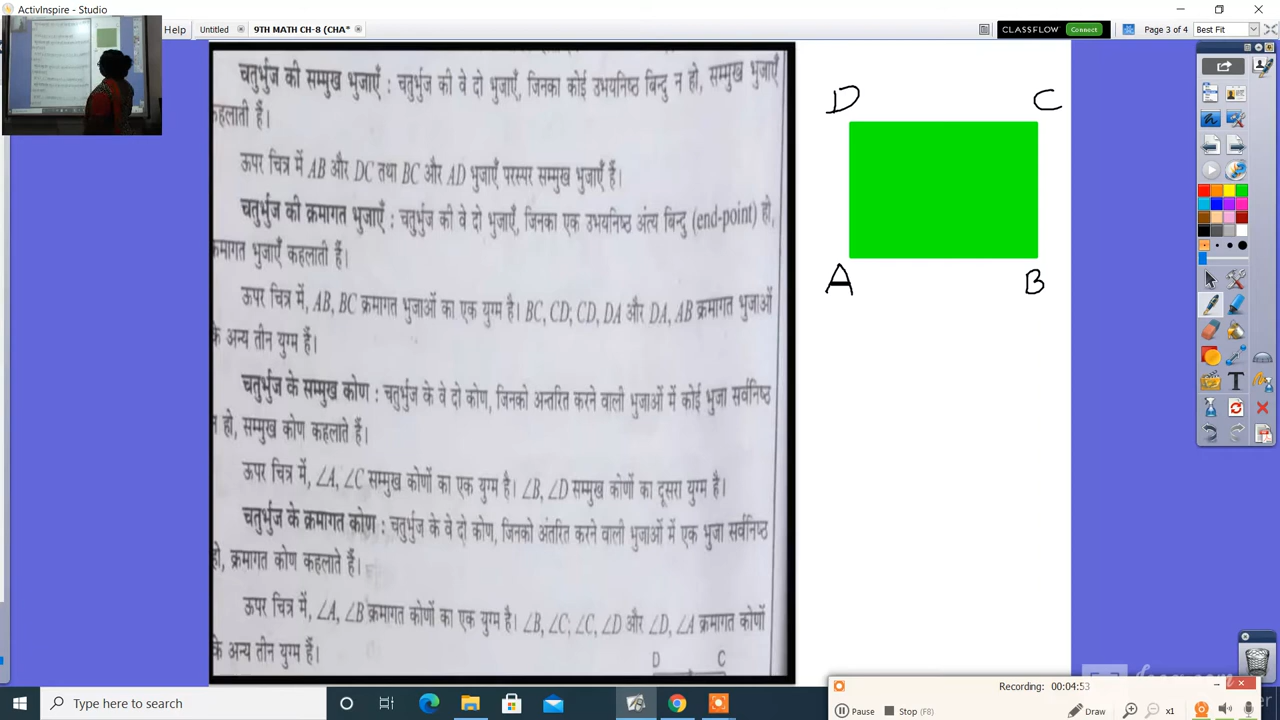 ActivInspire - Studio
Help Untitled 9TH MATH CH-8 (CHA* CLASSFLOW Connect Page 3 of 4 Best Fit
चतुर्भुज की सम्मुख भुजाएँ : चतुर्भुज की वे दो भुजाएँ, जिनका कोई उभयनिष्ठ बिन्दु न हो, सम्मुख भुजाएँ
कहलाती हैं।
ऊपर चित्र में AB और DC तथा BC और AD भुजाएँ परस्पर सम्मुख भुजाएँ हैं।
चतुर्भुज की क्रमागत भुजाएँ : चतुर्भुज की वे दो भुजाएँ, जिनका एक उभयनिष्ठ अंत्य बिन्दु (end-point) हो,
क्रमागत भुजाएँ कहलाती हैं।
ऊपर चित्र में, AB, BC क्रमागत भुजाओं का एक युग्म है। BC, CD; CD, DA और DA, AB क्रमागत भुजाओं
के अन्य तीन युग्म हैं।
चतुर्भुज के सम्मुख कोण : चतुर्भुज के वे दो कोण, जिनको अन्तरित करने वाली भुजाओं में कोई भुजा सर्वनिष्ठ
न हो, सम्मुख कोण कहलाते हैं।
ऊपर चित्र में, ∠A, ∠C सम्मुख कोणों का एक युग्म है। ∠B, ∠D सम्मुख कोणों का दूसरा युग्म है।
चतुर्भुज के क्रमागत कोण : चतुर्भुज के वे दो कोण, जिनको अंतरित करने वाली भुजाओं में एक भुजा सर्वनिष्ठ
हो, क्रमागत कोण कहलाते हैं।
ऊपर चित्र में, ∠A, ∠B क्रमागत कोणों का एक युग्म है। ∠B, ∠C; ∠C, ∠D और ∠D, ∠A क्रमागत कोणों
के अन्य तीन युग्म हैं।
D C
D C
A B
Recording: 00:04:53
Pause Stop (F8) Draw x1
Type here to search